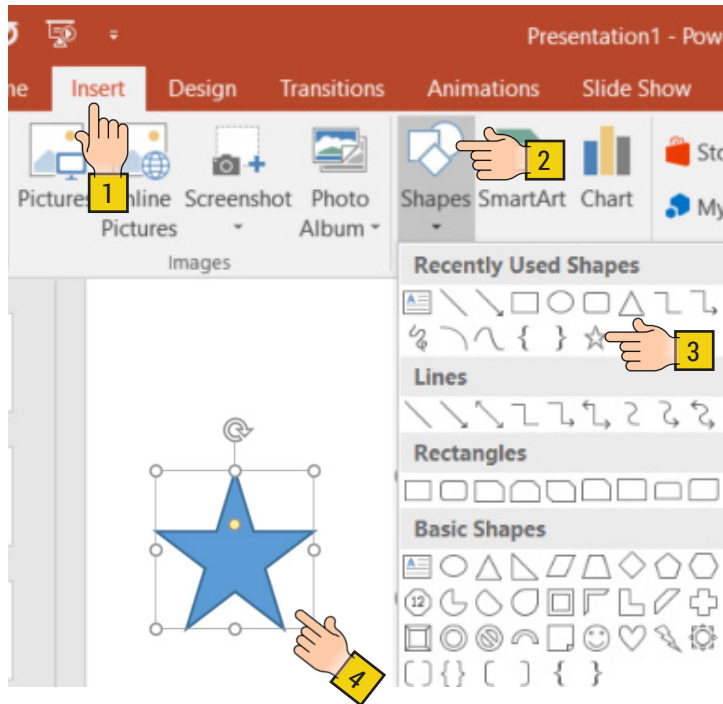 Presentation1 - Pow
ne Insert Design Transitions Animations Slide Show
1
2
Pictures nline Screenshot Photo Shapes SmartArt Chart
Pictures Album
Sto
My
Images
Recently Used Shapes
3
Lines
Rectangles
Basic Shapes
12
4